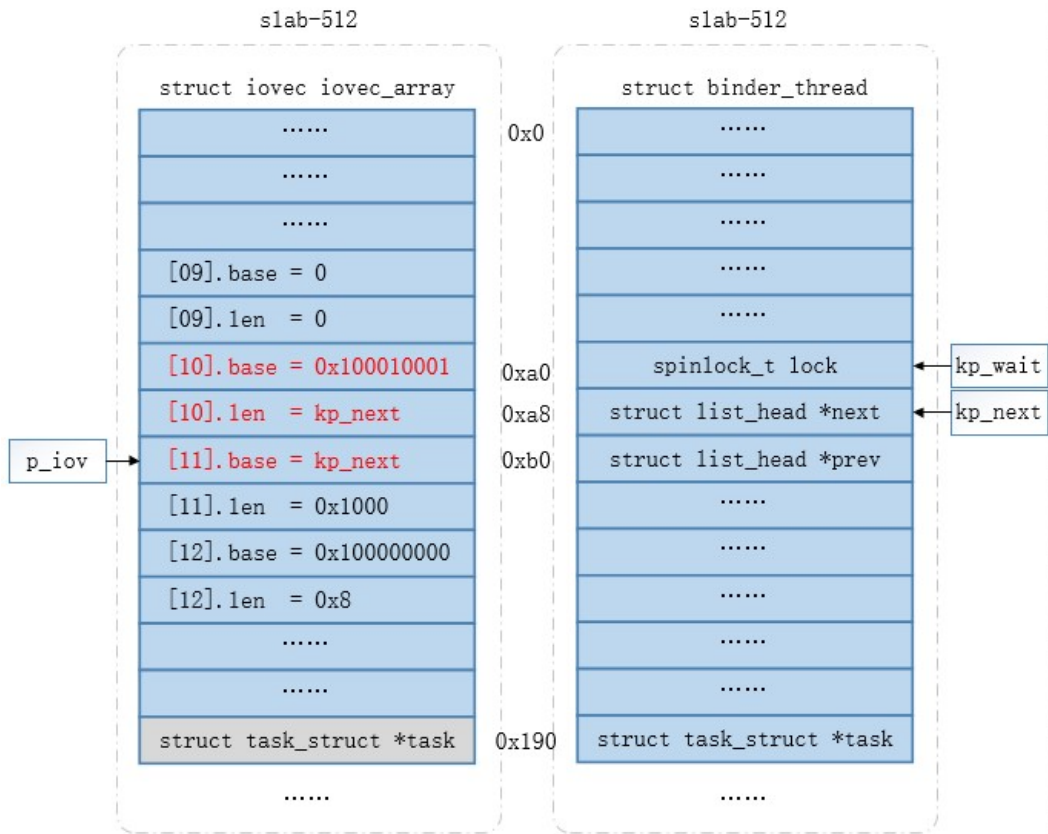 slab-512
struct iovec iovec_array
……
……
……
[09].base = 0
[09].len = 0
[10].base = 0x100010001
[10].len = kp_next
[11].base = kp_next
[11].len = 0x1000
[12].base = 0x100000000
[12].len = 0x8
……
……
struct task_struct *task
……
p_iov
0x0
0xa0
0xa8
0xb0
0x190
slab-512
struct binder_thread
……
……
……
……
……
spinlock_t lock
struct list_head *next
struct list_head *prev
……
……
……
……
……
struct task_struct *task
……
kp_wait
kp_next